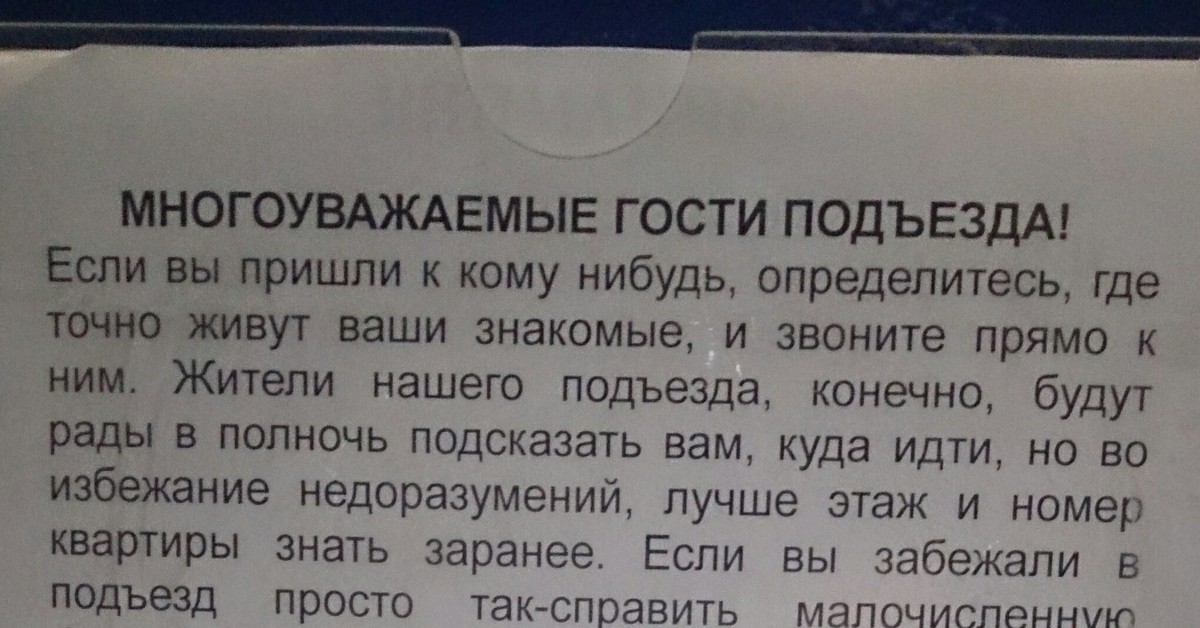 МНОГОУВАЖАЕМЫЕ ГОСТИ ПОДЪЕЗДА!
Если вы пришли к кому нибудь, определитесь, где
точно живут ваши знакомые, и звоните прямо к
ним. Жители нашего подъезда, конечно, будут
рады в полночь подсказать вам, куда идти, но во
избежание недоразумений, лучше этаж и номер
квартиры знать заранее. Если вы забежали в
подъезд просто так-справить малочисленную